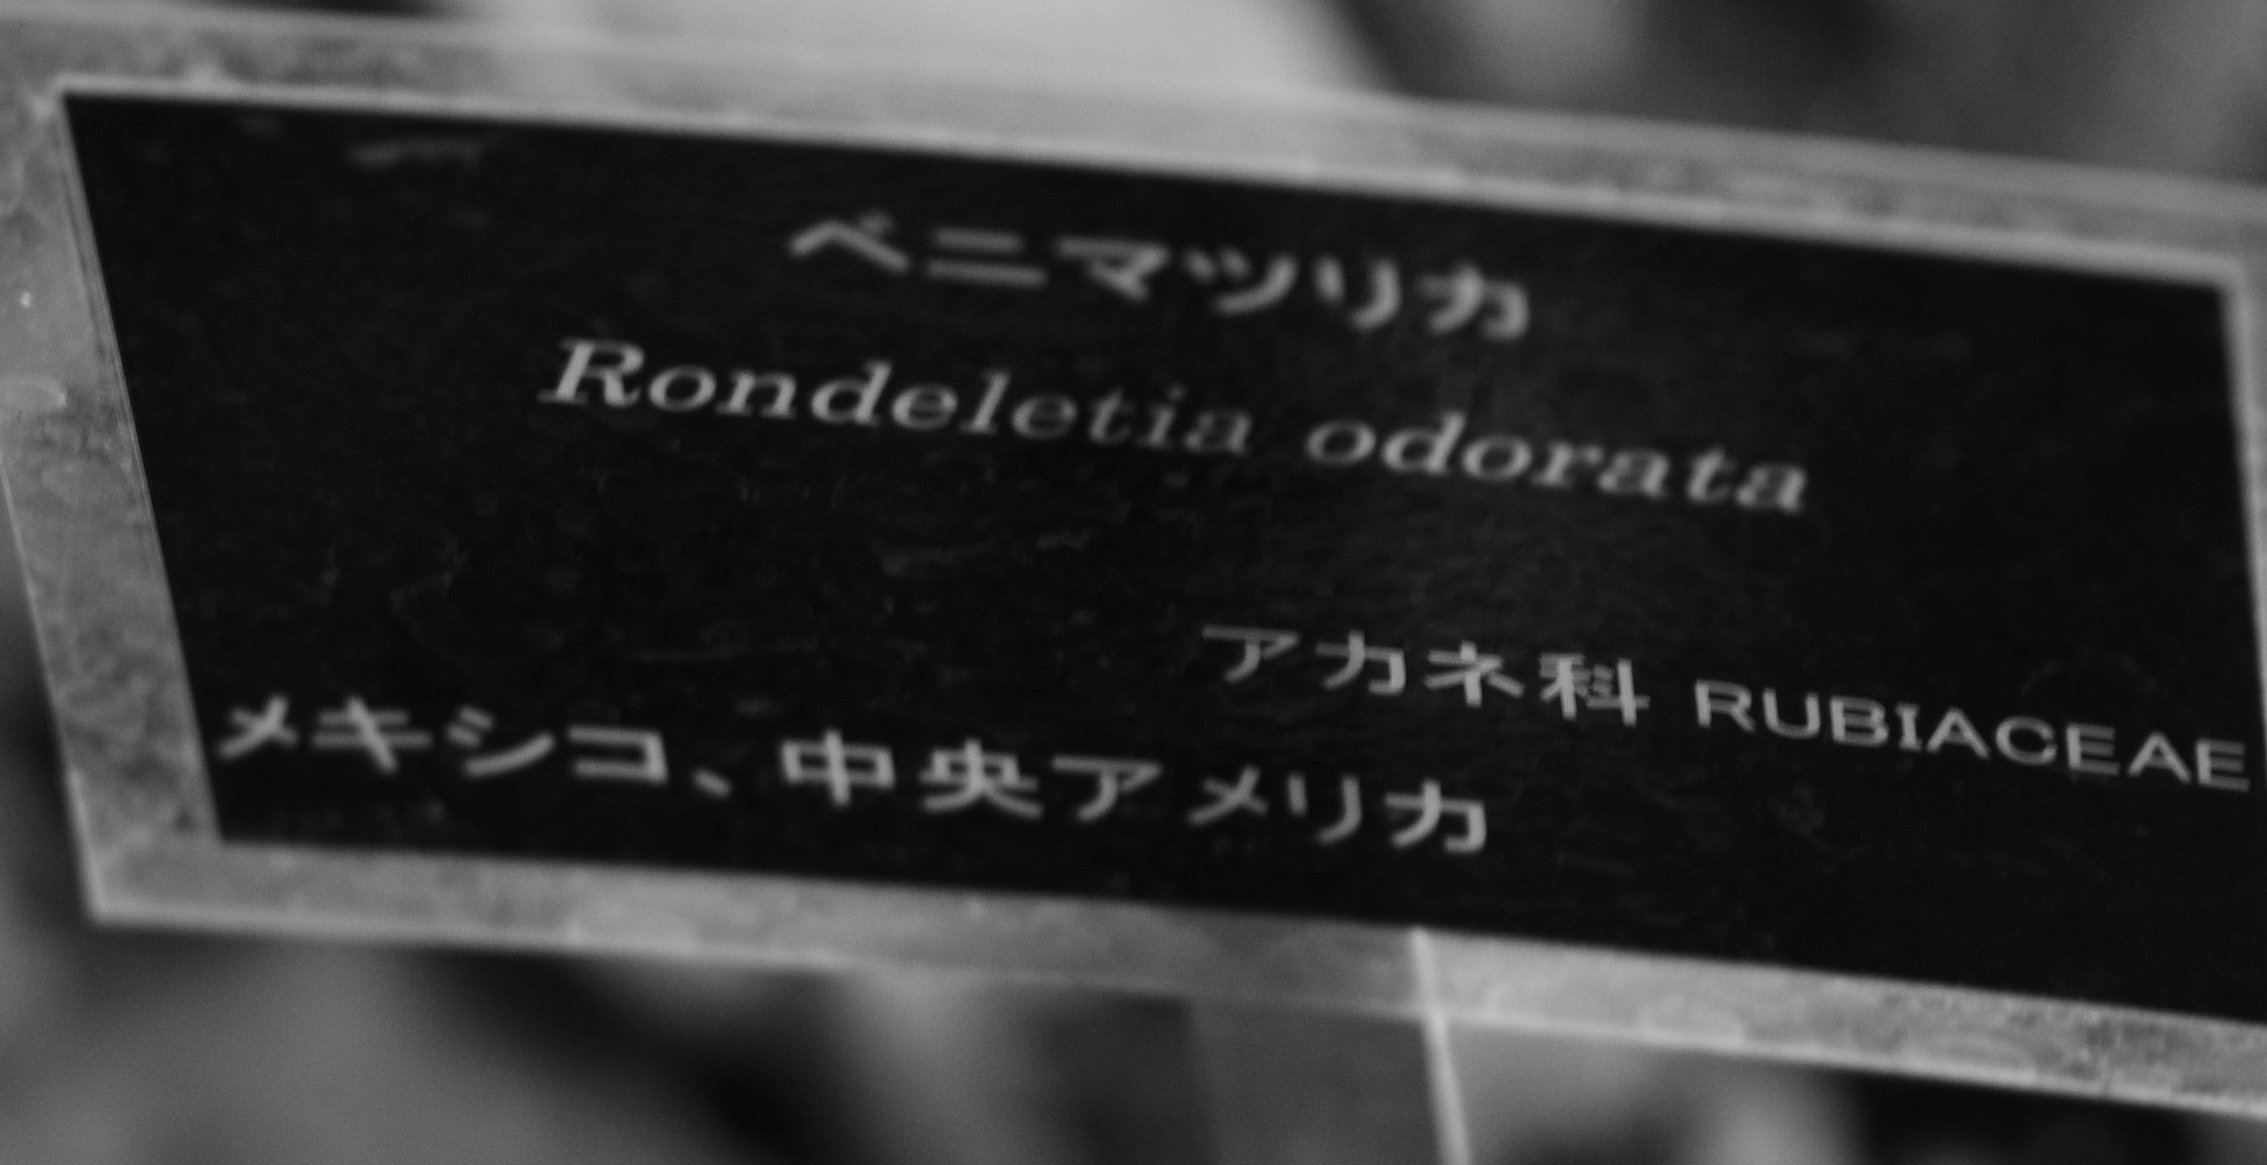 ベニマツリカ
Rondeletia odorata
アカネ科 RUBIACEAE
メキシコ、中央アメリカ